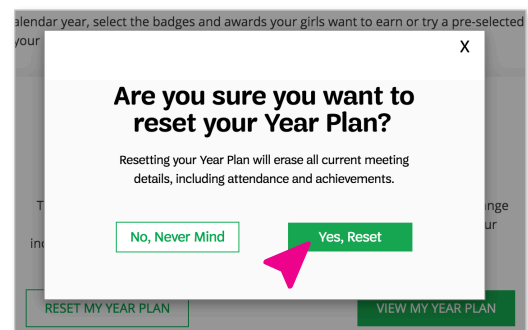 alendar year, select the badges and awards your girls want to earn or try a pre-selected
your
X
Are you sure you want to
reset your Year Plan?
Resetting your Year Plan will erase all current meeting
details, including attendance and achievements.
No, Never Mind
Yes, Reset
RESET MY YEAR PLAN
VIEW MY YEAR PLAN